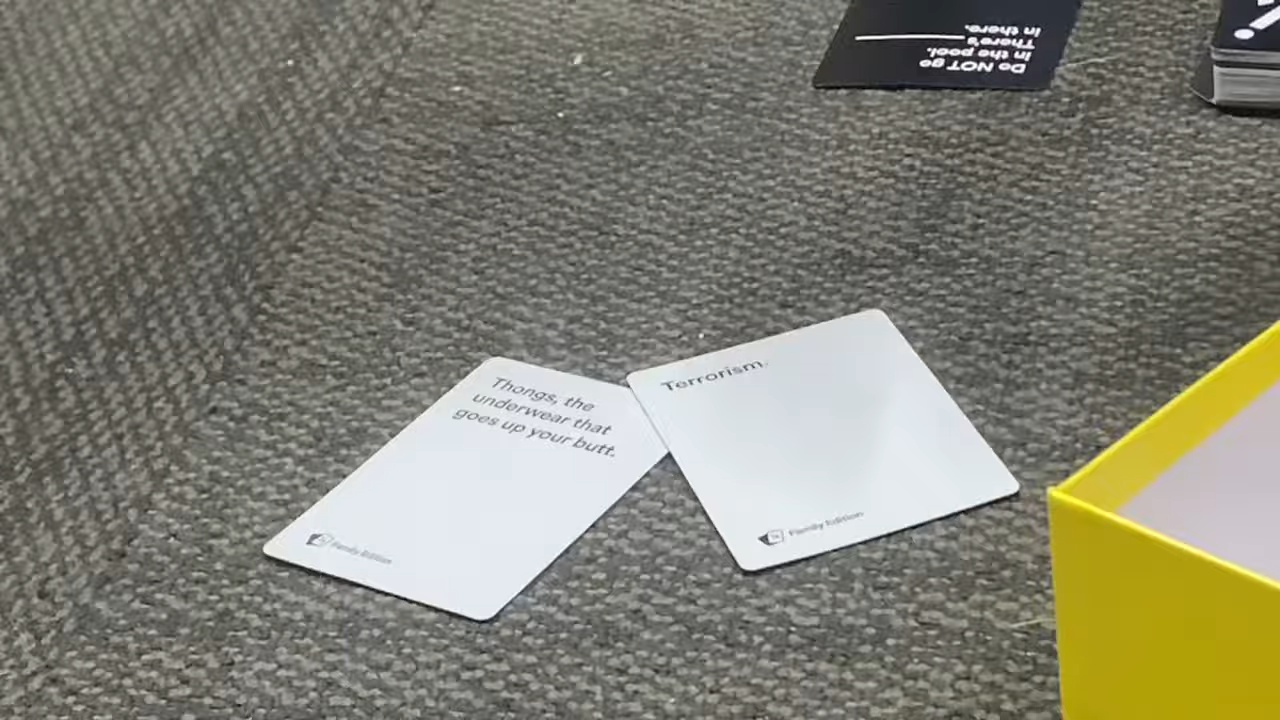 Do NOT go
in the pool.
There's
in there.
Thongs, the
underwear that
goes up your butt.
Family Edition
Terrorism.
Family Edition